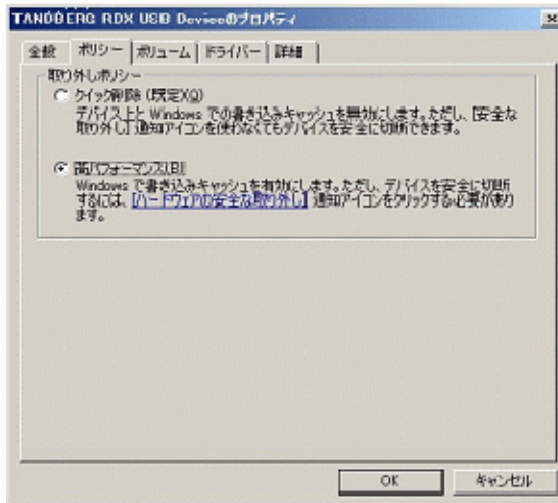 TANDBERG RDX USB Deviceのプロパティ
全般 ポリシー ボリューム ドライバー 詳細
取り外しポリシー
クイック削除 (既定)(Q)
デバイス上と Windows での書き込みキャッシュを無効にします。ただし、[安全な
取り外し] 通知アイコンを使わなくてもデバイスを安全に切断できます。
高パフォーマンス(B)
Windows で書き込みキャッシュを有効にします。ただし、デバイスを安全に切断
するには、[ハードウェアの安全な取り外し] 通知アイコンをクリックする必要があり
ます。
OK キャンセル